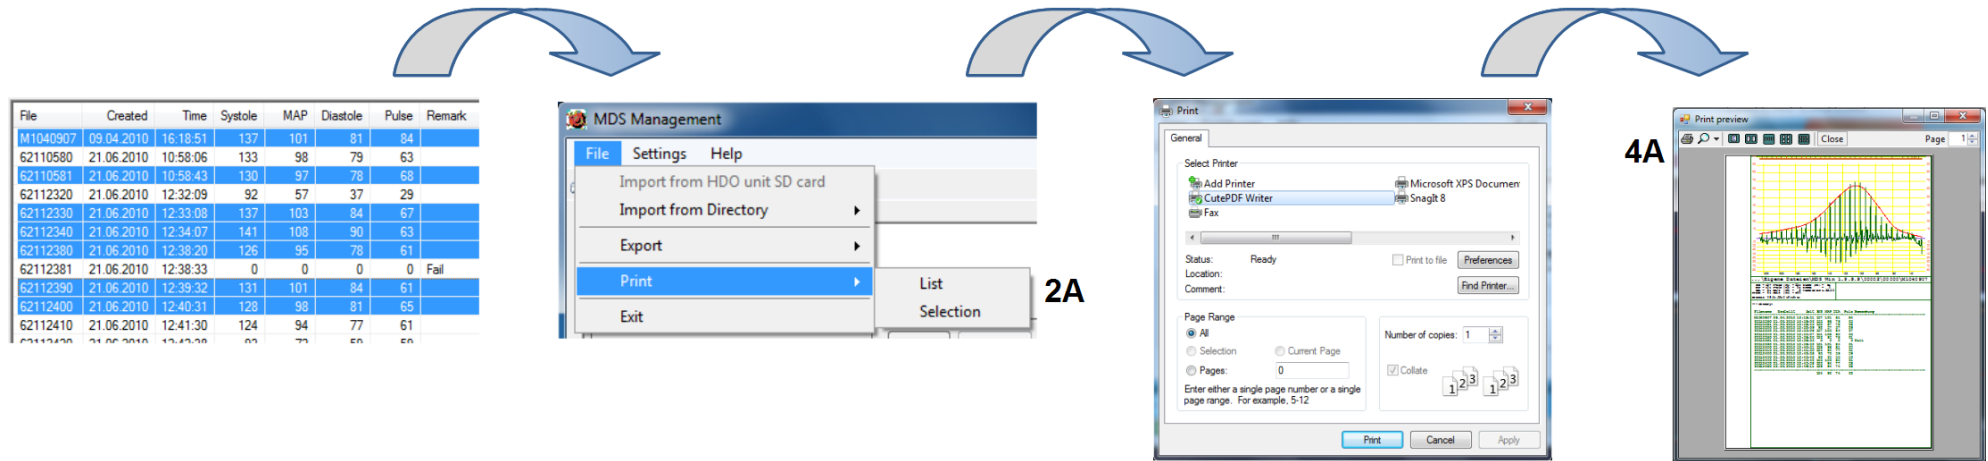 File Created Time Systole MAP Diastole Pulse Remark
M1040907 09.04.2010 16:18:51 137 101 81 84
62110580 21.06.2010 10:58:06 133 98 79 63
62110581 21.06.2010 10:58:43 130 97 78 68
62112320 21.06.2010 12:32:09 92 57 37 29
62112330 21.06.2010 12:33:08 137 103 84 67
62112340 21.06.2010 12:34:07 141 108 90 63
62112380 21.06.2010 12:38:20 126 95 78 61
62112381 21.06.2010 12:38:33 0 0 0 0 Fail
62112390 21.06.2010 12:39:32 131 101 84 61
62112400 21.06.2010 12:40:31 128 98 81 65
62112410 21.06.2010 12:41:30 124 94 77 61
MDS Management
File Settings Help
Import from HDO unit SD card
Import from Directory
Export
Print
Exit
List
Selection
2A
Print
General
Select Printer
Add Printer
Microsoft XPS Documen
CutePDF Writer
SnagIt 8
Fax
Status: Ready
Print to file
Preferences
Location:
Comment:
Find Printer...
Page Range
All
Selection
Current Page
Pages: 0
Enter either a single page number or a single
page range. For example, 5-12
Number of copies: 1
Collate
1 2 3 1 2 3
Print Cancel Apply
4A
Print preview
Close
Page 1